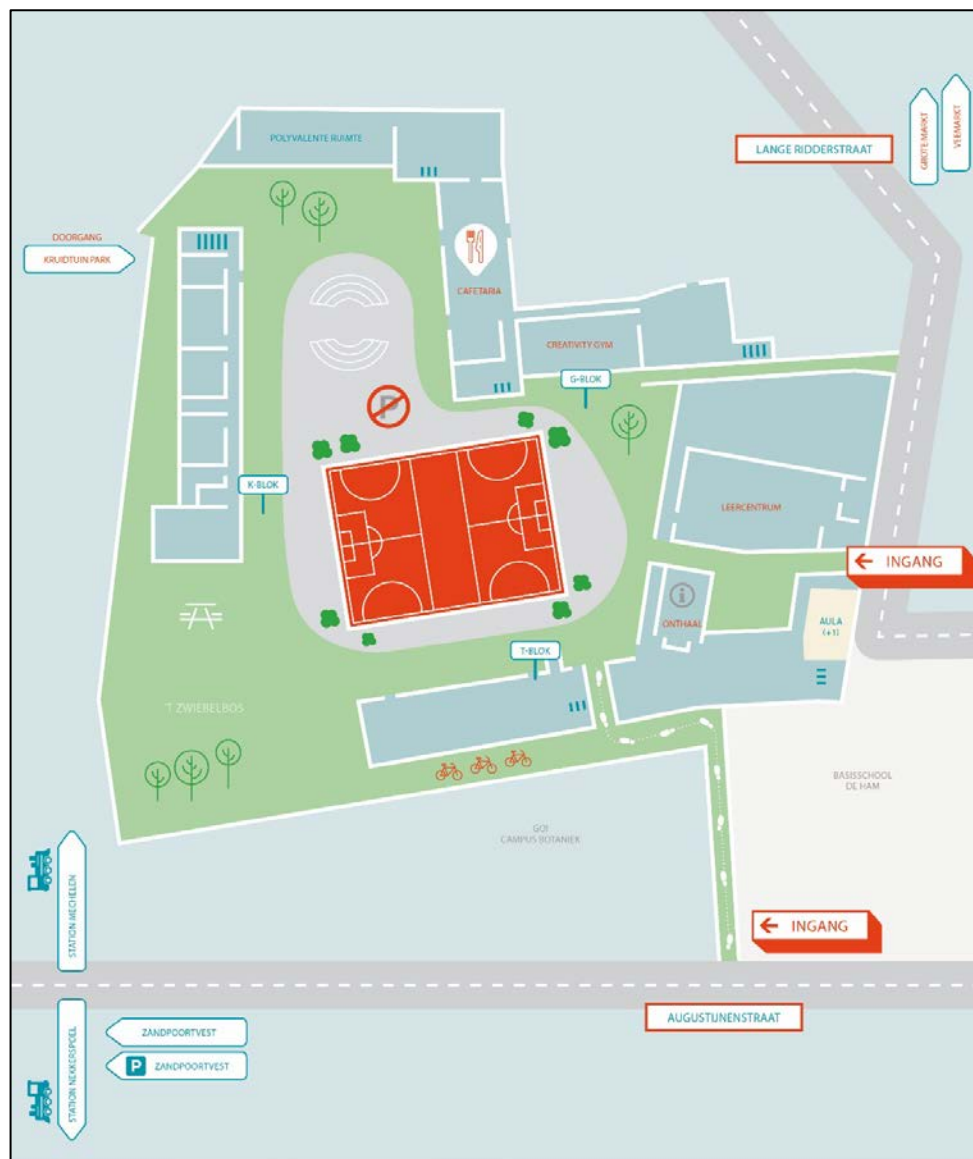 GROTE MARKT
VEEMARKT
POLYVALENTE RUIMTE
LANGE RIDDERSTRAAT
DOORGANG
KRUIDTUIN PARK
CAFETARIA
CREATIVITY GYM
G-BLOK
P
K-BLOK
LEERCENTRUM
INGANG
i
ONTHAAL
AULA
(+1)
T-BLOK
'T ZWIEBELBOS
BASISSCHOOL
DE HAM
GO!
CAMPUS BOTANIEK
STATION MECHELEN
INGANG
AUGUSTIJNENSTRAAT
ZANDPOORTVEST
P ZANDPOORTVEST
STATION NEKKERSPOEL